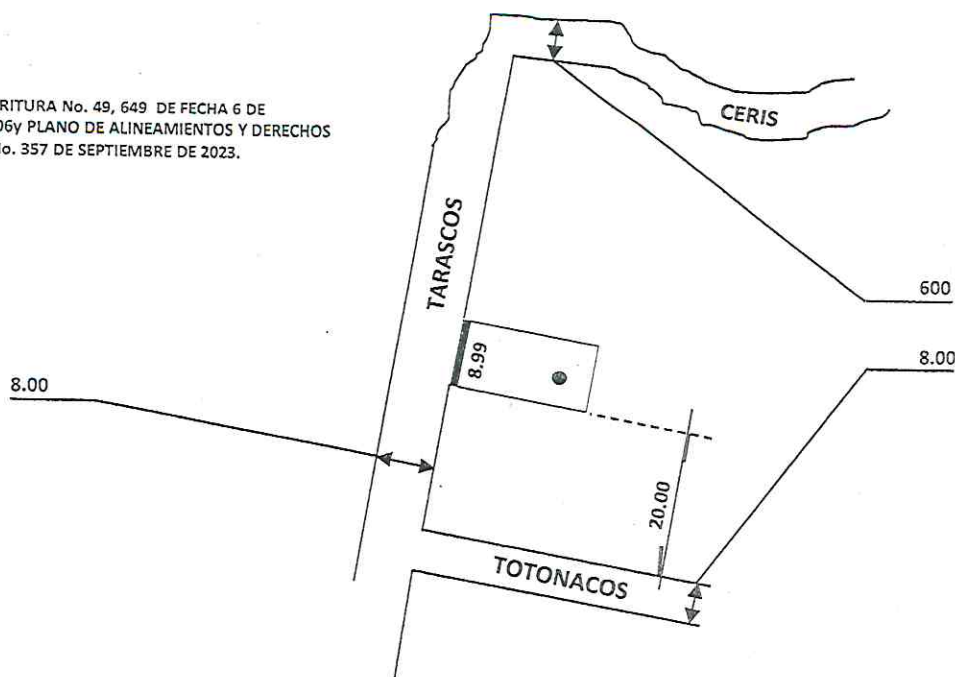 RITURA No. 49, 649 DE FECHA 6 DE
06y PLANO DE ALINEAMIENTOS Y DERECHOS
No. 357 DE SEPTIEMBRE DE 2023.
CERIS
TARASCOS
600
8.99
8.00
8.00
20.00
TOTONACOS